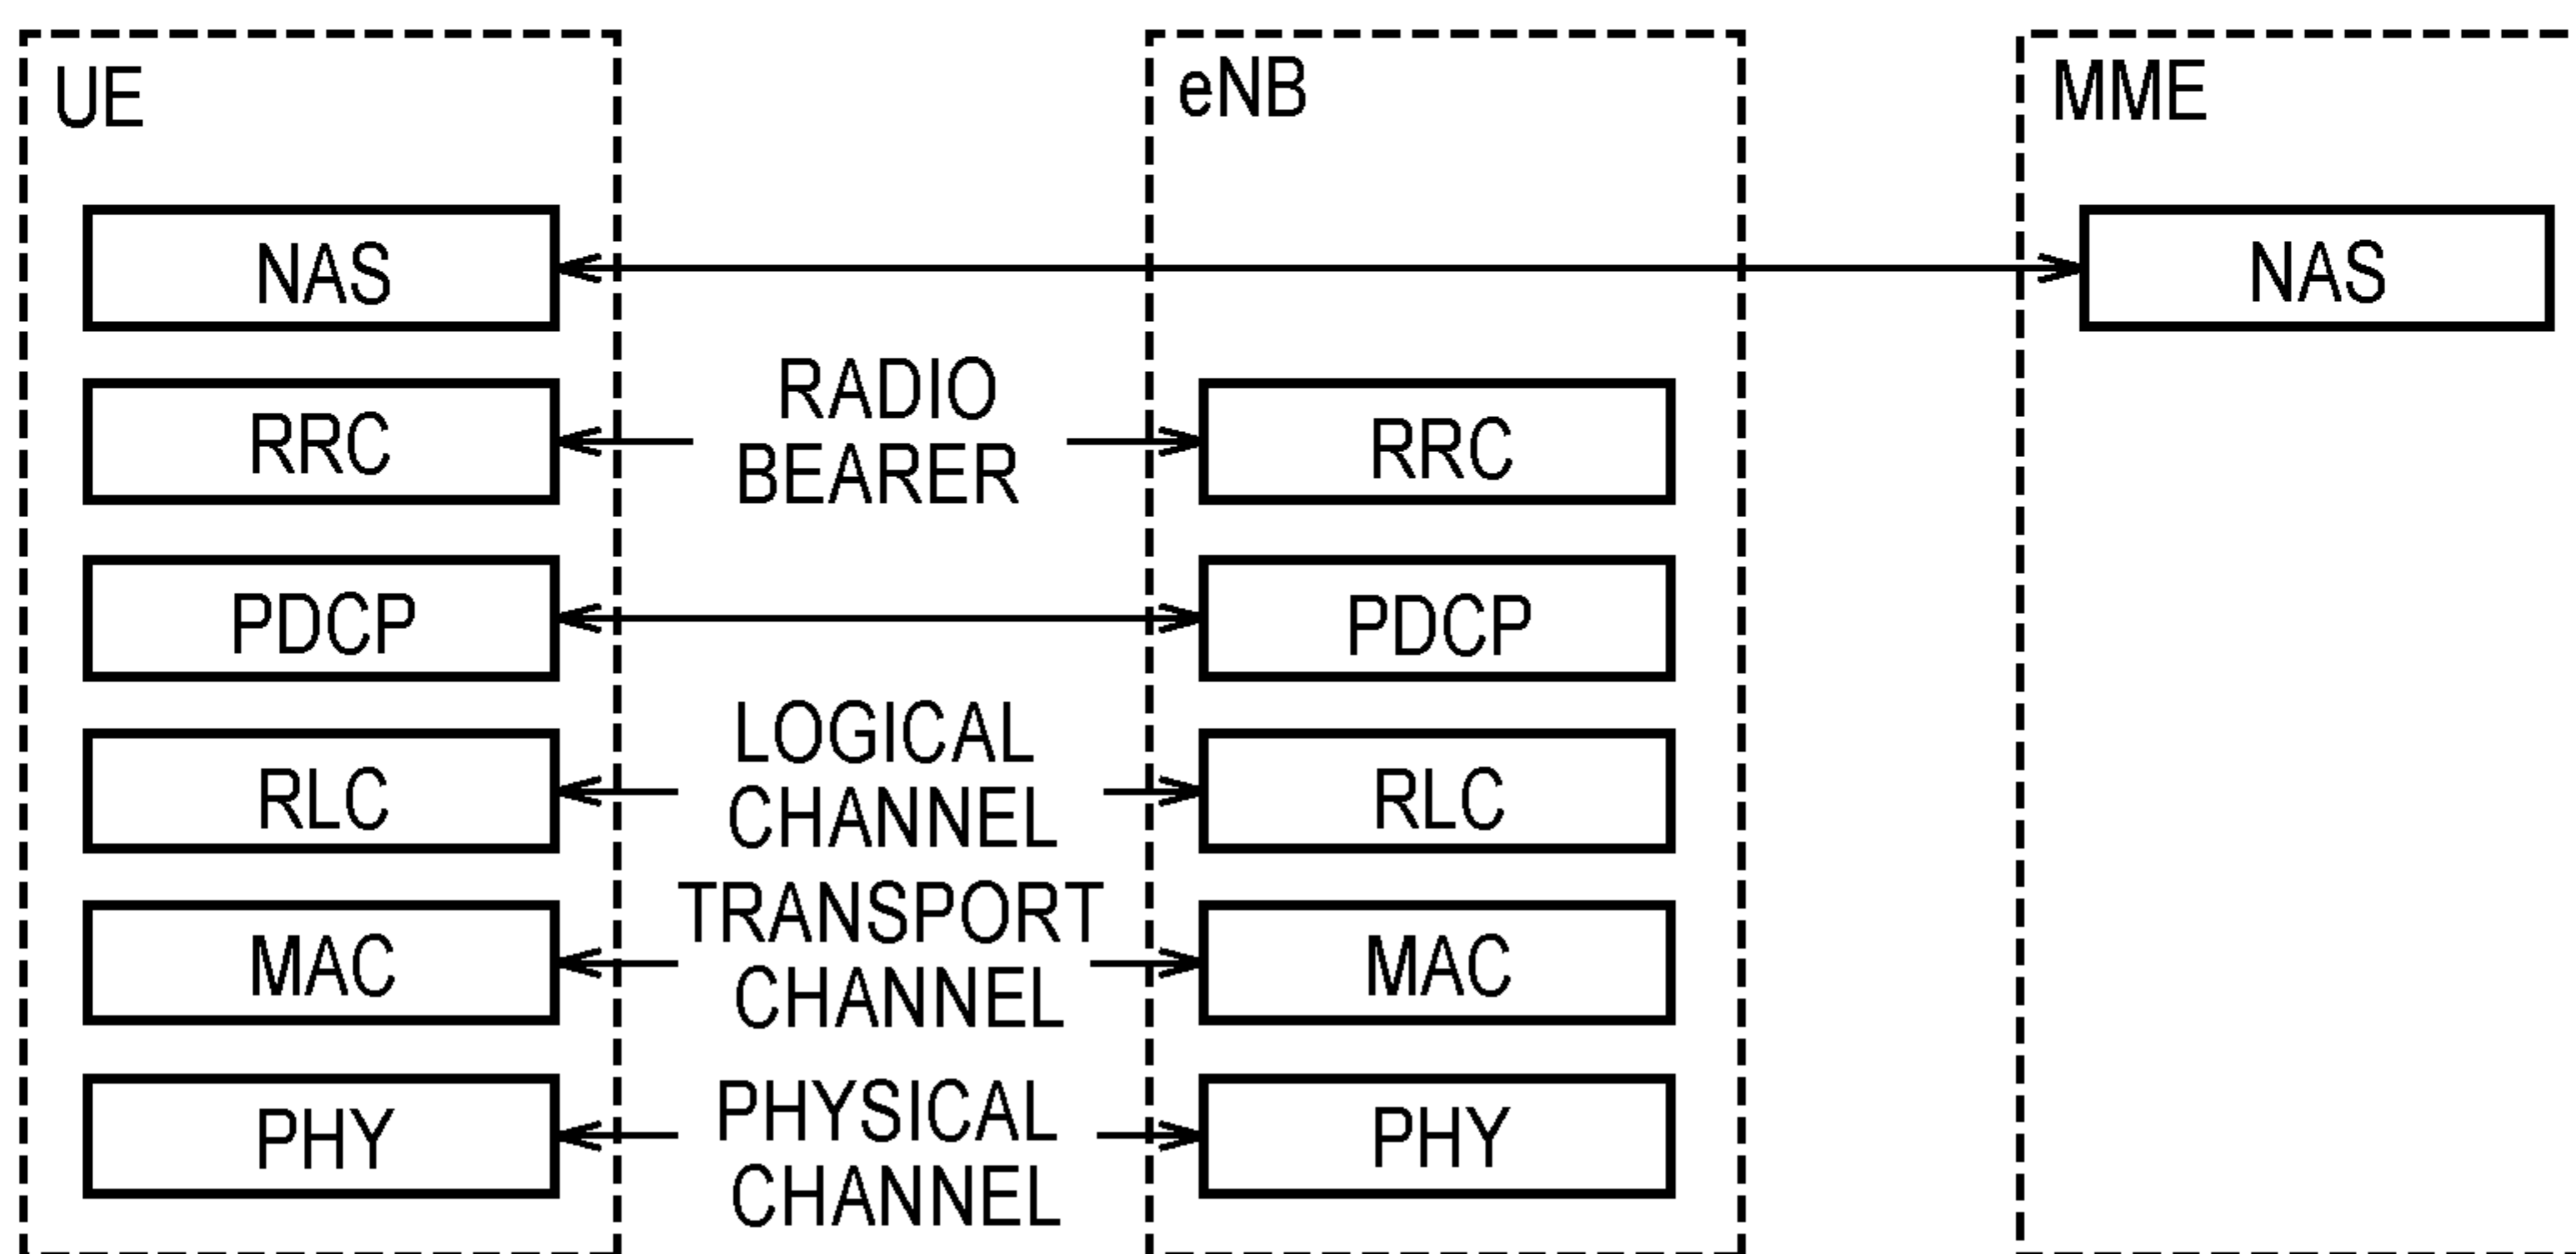 UE
eNB
MME
NAS
NAS
RADIO
BEARER
RRC
RRC
PDCP
PDCP
LOGICAL
CHANNEL
RLC
RLC
TRANSPORT
CHANNEL
MAC
MAC
PHYSICAL
CHANNEL
PHY
PHY